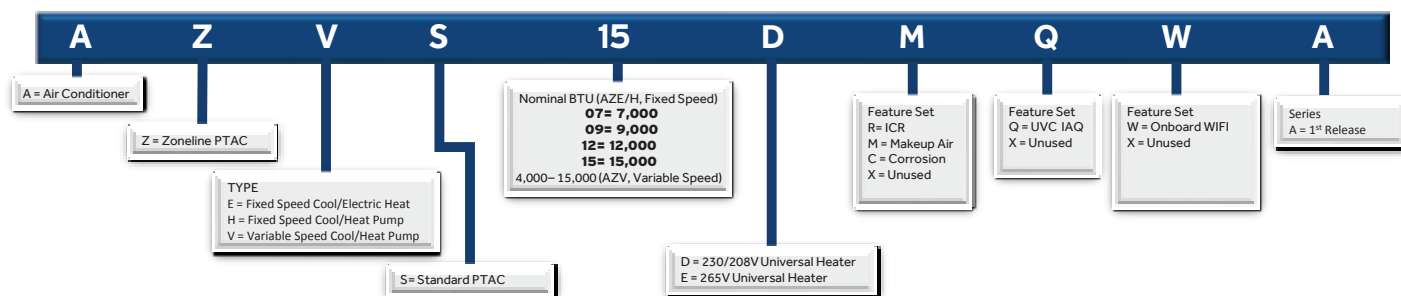 A Z V S 15 D M Q W A
A = Air Conditioner
Z = Zoneline PTAC
TYPE
E = Fixed Speed Cool/Electric Heat
H = Fixed Speed Cool/Heat Pump
V = Variable Speed Cool/Heat Pump
S= Standard PTAC
Nominal BTU (AZE/H, Fixed Speed)
07= 7,000
09= 9,000
12= 12,000
15= 15,000
4,000– 15,000 (AZV, Variable Speed)
D = 230/208V Universal Heater
E = 265V Universal Heater
Feature Set
R= ICR
M = Makeup Air
C = Corrosion
X = Unused
Feature Set
Q = UVC IAQ
X = Unused
Feature Set
W = Onboard WIFI
X = Unused
Series
A = 1st Release